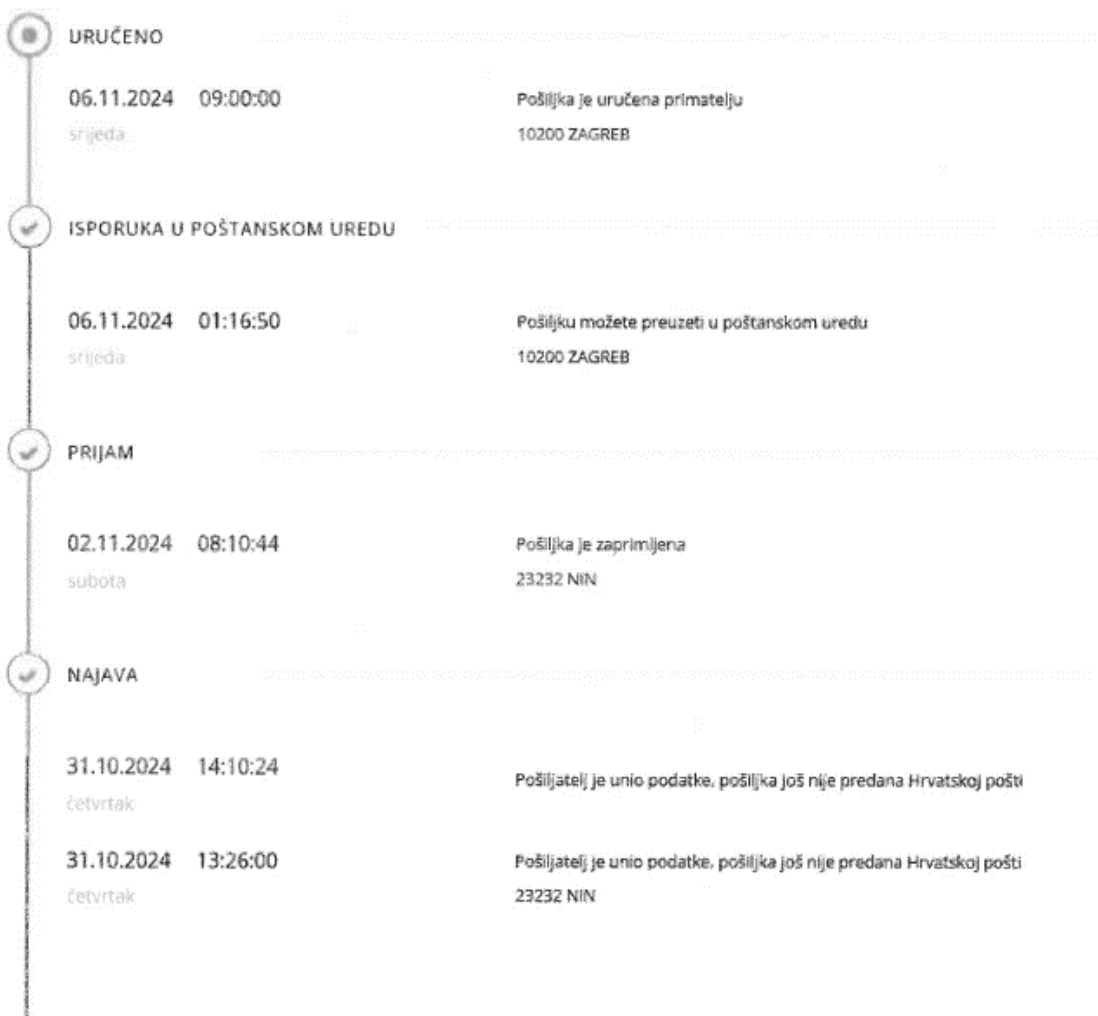 URUČENO
06.11.2024 09:00:00 Pošiljka je uručena primatelju
srijeda 10200 ZAGREB
ISPORUKA U POŠTANSKOM UREDU
06.11.2024 01:16:50 Pošiljku možete preuzeti u poštanskom uredu
srijeda 10200 ZAGREB
PRIJAM
02.11.2024 08:10:44 Pošiljka je zaprimljena
subota 23232 NIN
NAJAVA
31.10.2024 14:10:24 Pošiljatelj je unio podatke, pošiljka još nije predana Hrvatskoj pošti
četvrtak
31.10.2024 13:26:00 Pošiljatelj je unio podatke, pošiljka još nije predana Hrvatskoj pošti
četvrtak 23232 NIN